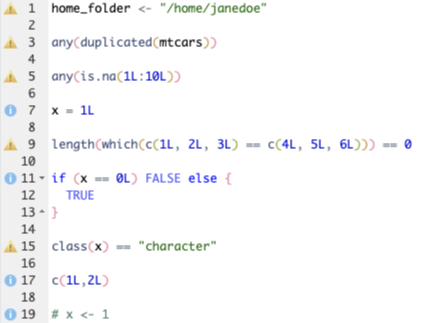 1 home_folder <- "/home/janedoe"
2
3 any(duplicated(mtcars))
4
5 any(is.na(1L:10L))
6
7 x = 1L
8
9 length(which(c(1L, 2L, 3L) == c(4L, 5L, 6L))) == 0
10
11 if (x == 0L) FALSE else {
12 TRUE
13 }
14
15 class(x) == "character"
16
17 c(1L,2L)
18
19 # x <- 1